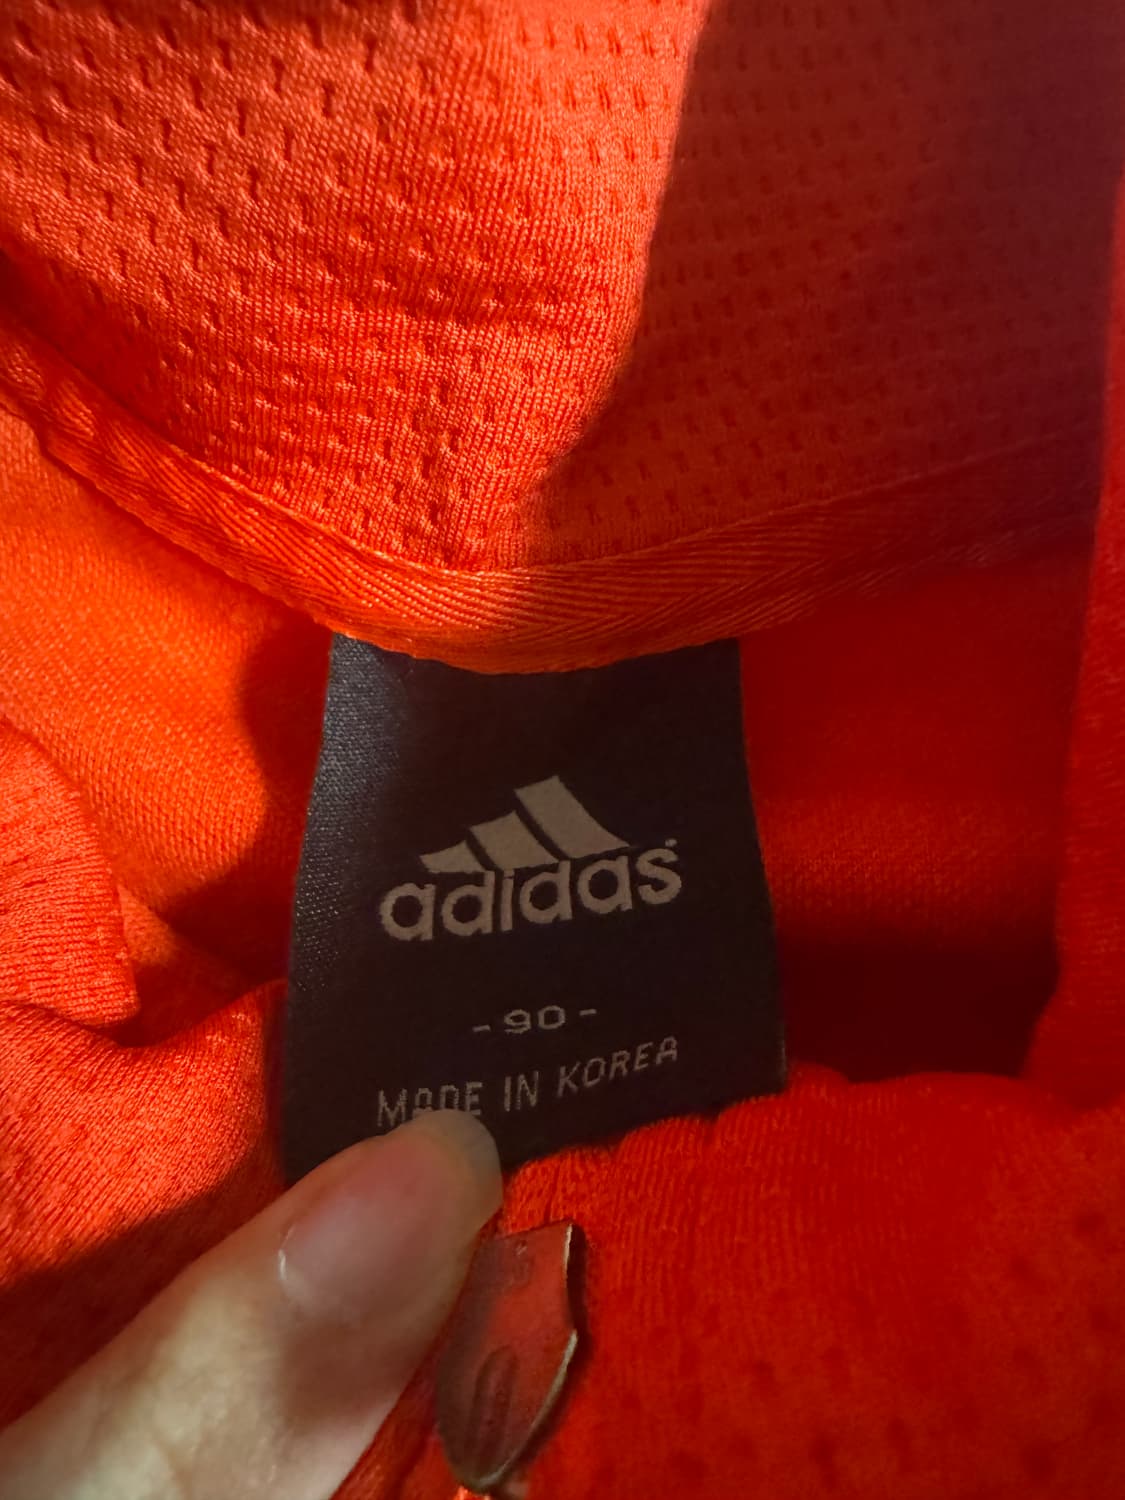 adidas
- 90 -
MADE IN KOREA